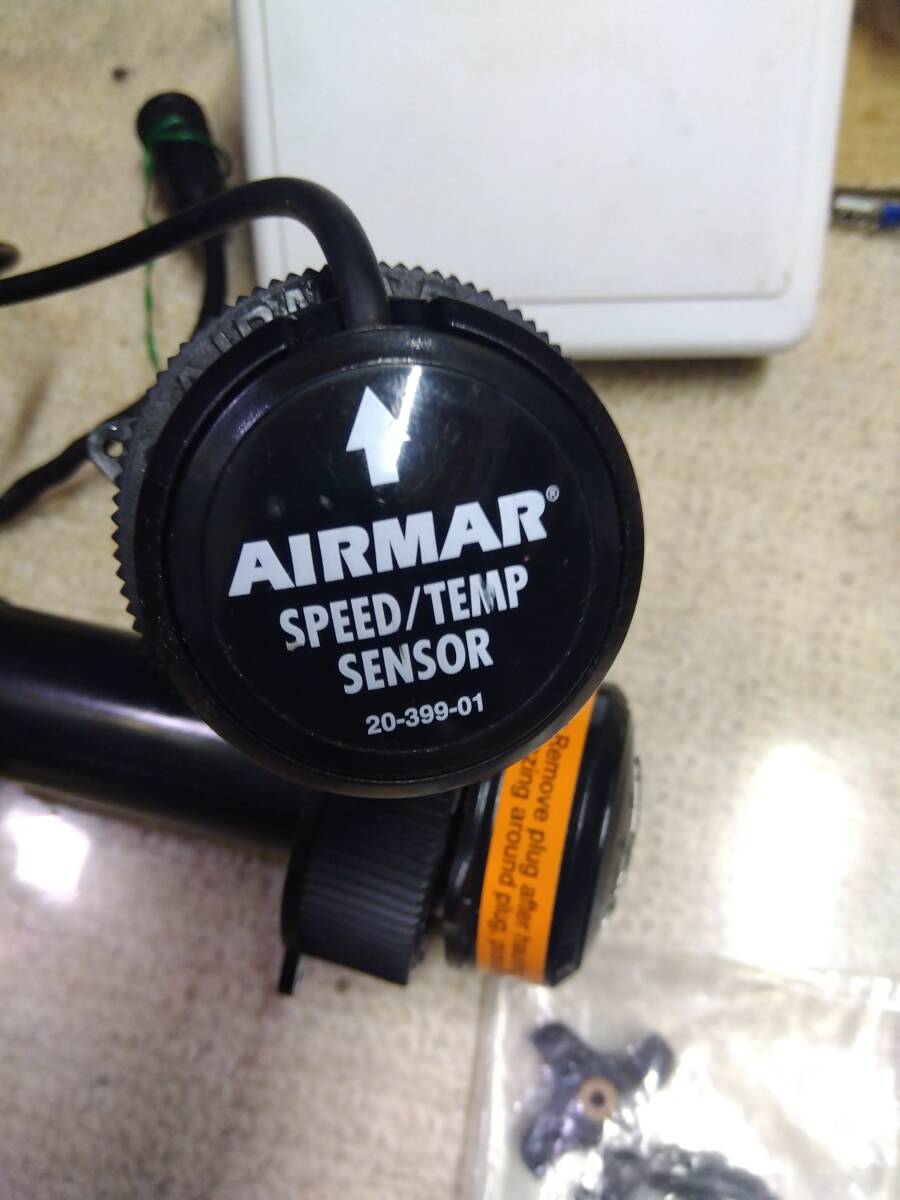 AIRMAR®
SPEED/TEMP
SENSOR
20-399-01
Remove plug after
around plug,